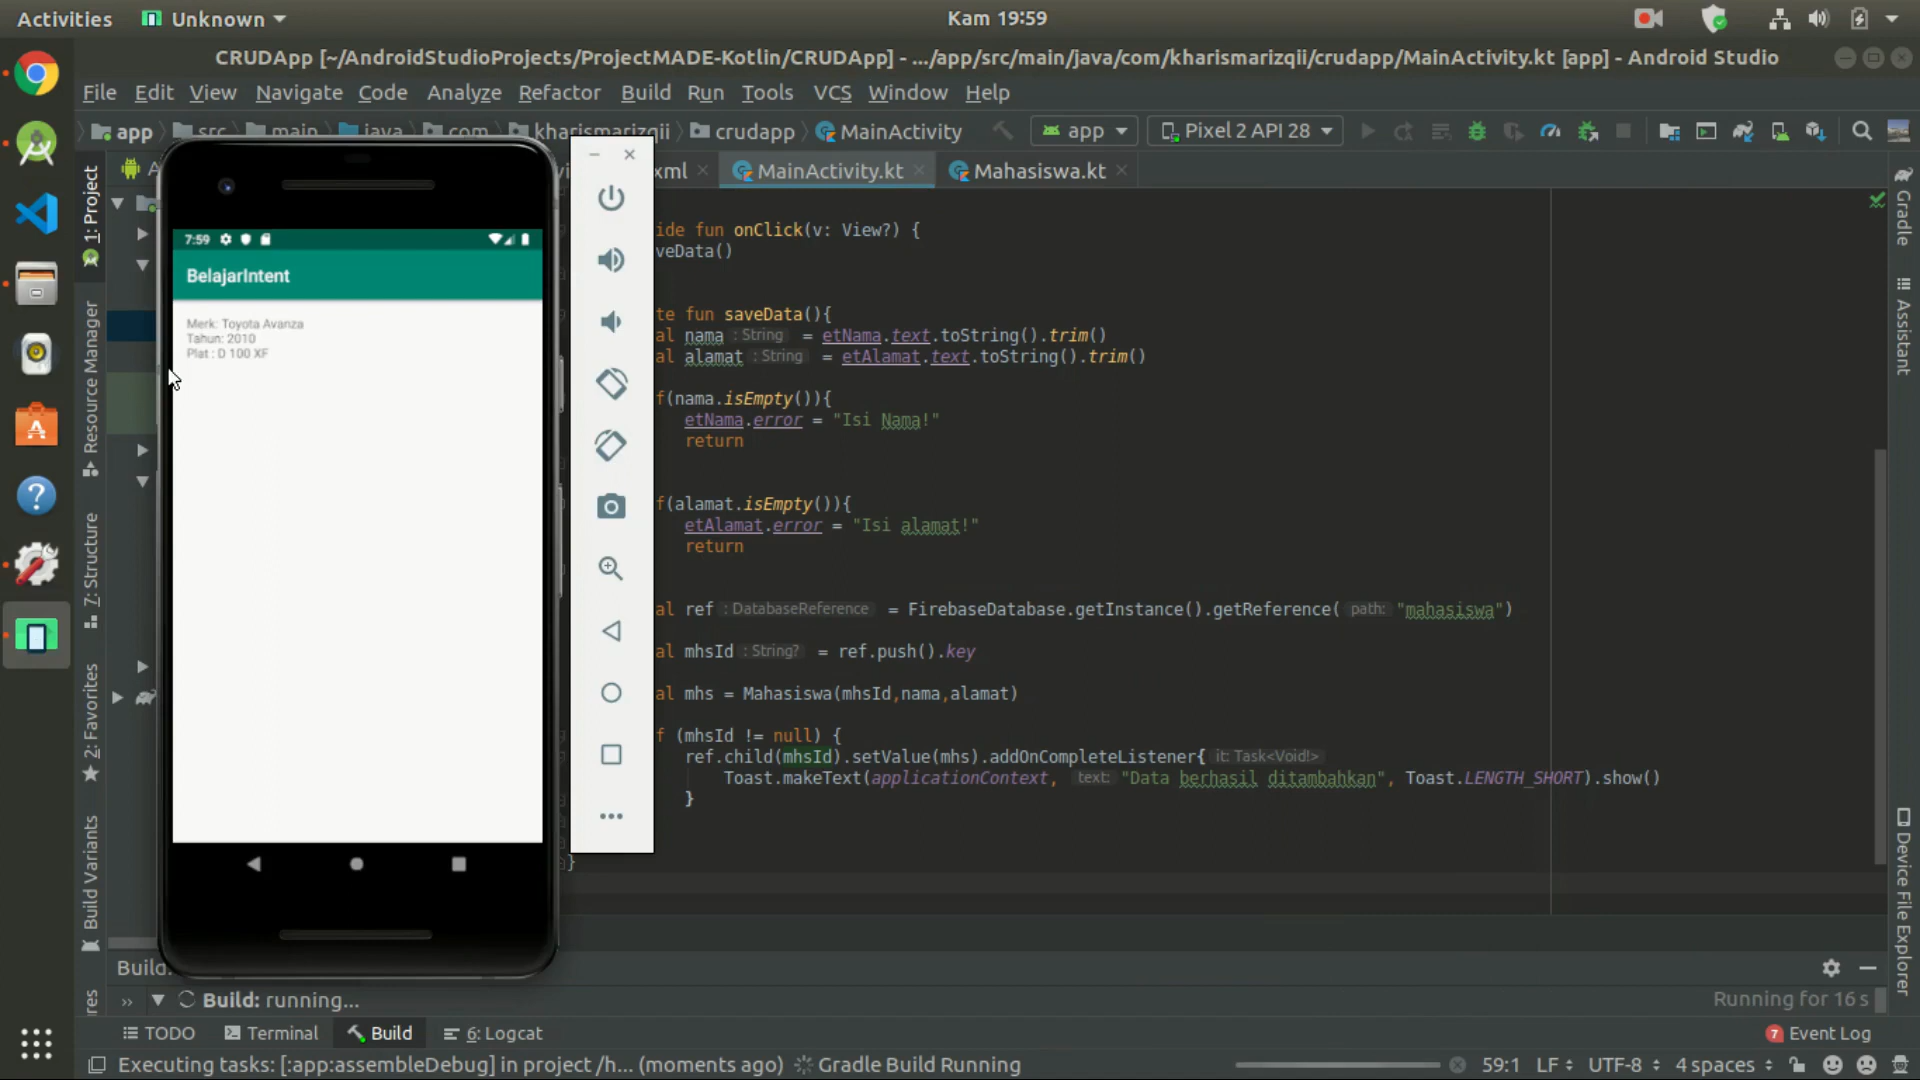 Activities
Unknown
Kam 19:59
CRUDApp [~/AndroidStudioProjects/ProjectMADE-Kotlin/CRUDApp] - .../app/src/main/java/com/kharismarizqii/crudapp/MainActivity.kt [app] - Android Studio
File Edit View Navigate Code Analyze Refactor Build Run Tools VCS Window Help
app src main java com kharismarizqii crudapp MainActivity
app
Pixel 2 API 28
xml
MainActivity.kt
Mahasiswa.kt
1: Project
Resource Manager
7: Structure
2: Favorites
Build Variants
7:59
BelajarIntent
Merk: Toyota Avanza
Tahun: 2010
Plat : D 100 XF
ide fun onClick(v: View?) {
veData()
te fun saveData(){
al nama : String = etNama.text.toString().trim()
al alamat : String = etAlamat.text.toString().trim()
f(nama.isEmpty()){
etNama.error = "Isi Nama!"
return
f(alamat.isEmpty()){
etAlamat.error = "Isi alamat!"
return
al ref : DatabaseReference = FirebaseDatabase.getInstance().getReference( path: "mahasiswa")
al mhsId : String? = ref.push().key
al mhs = Mahasiswa(mhsId,nama,alamat)
f (mhsId != null) {
ref.child(mhsId).setValue(mhs).addOnCompleteListener{ it: Task<Void!>
Toast.makeText(applicationContext, text: "Data berhasil ditambahkan", Toast.LENGTH_SHORT).show()
}
}
Gradle
Assistant
Device File Explorer
Build:
» Build: running...
Running for 16 s
TODO
Terminal
Build
6: Logcat
7 Event Log
Executing tasks: [:app:assembleDebug] in project /h... (moments ago)
Gradle Build Running
59:1 LF UTF-8 4 spaces